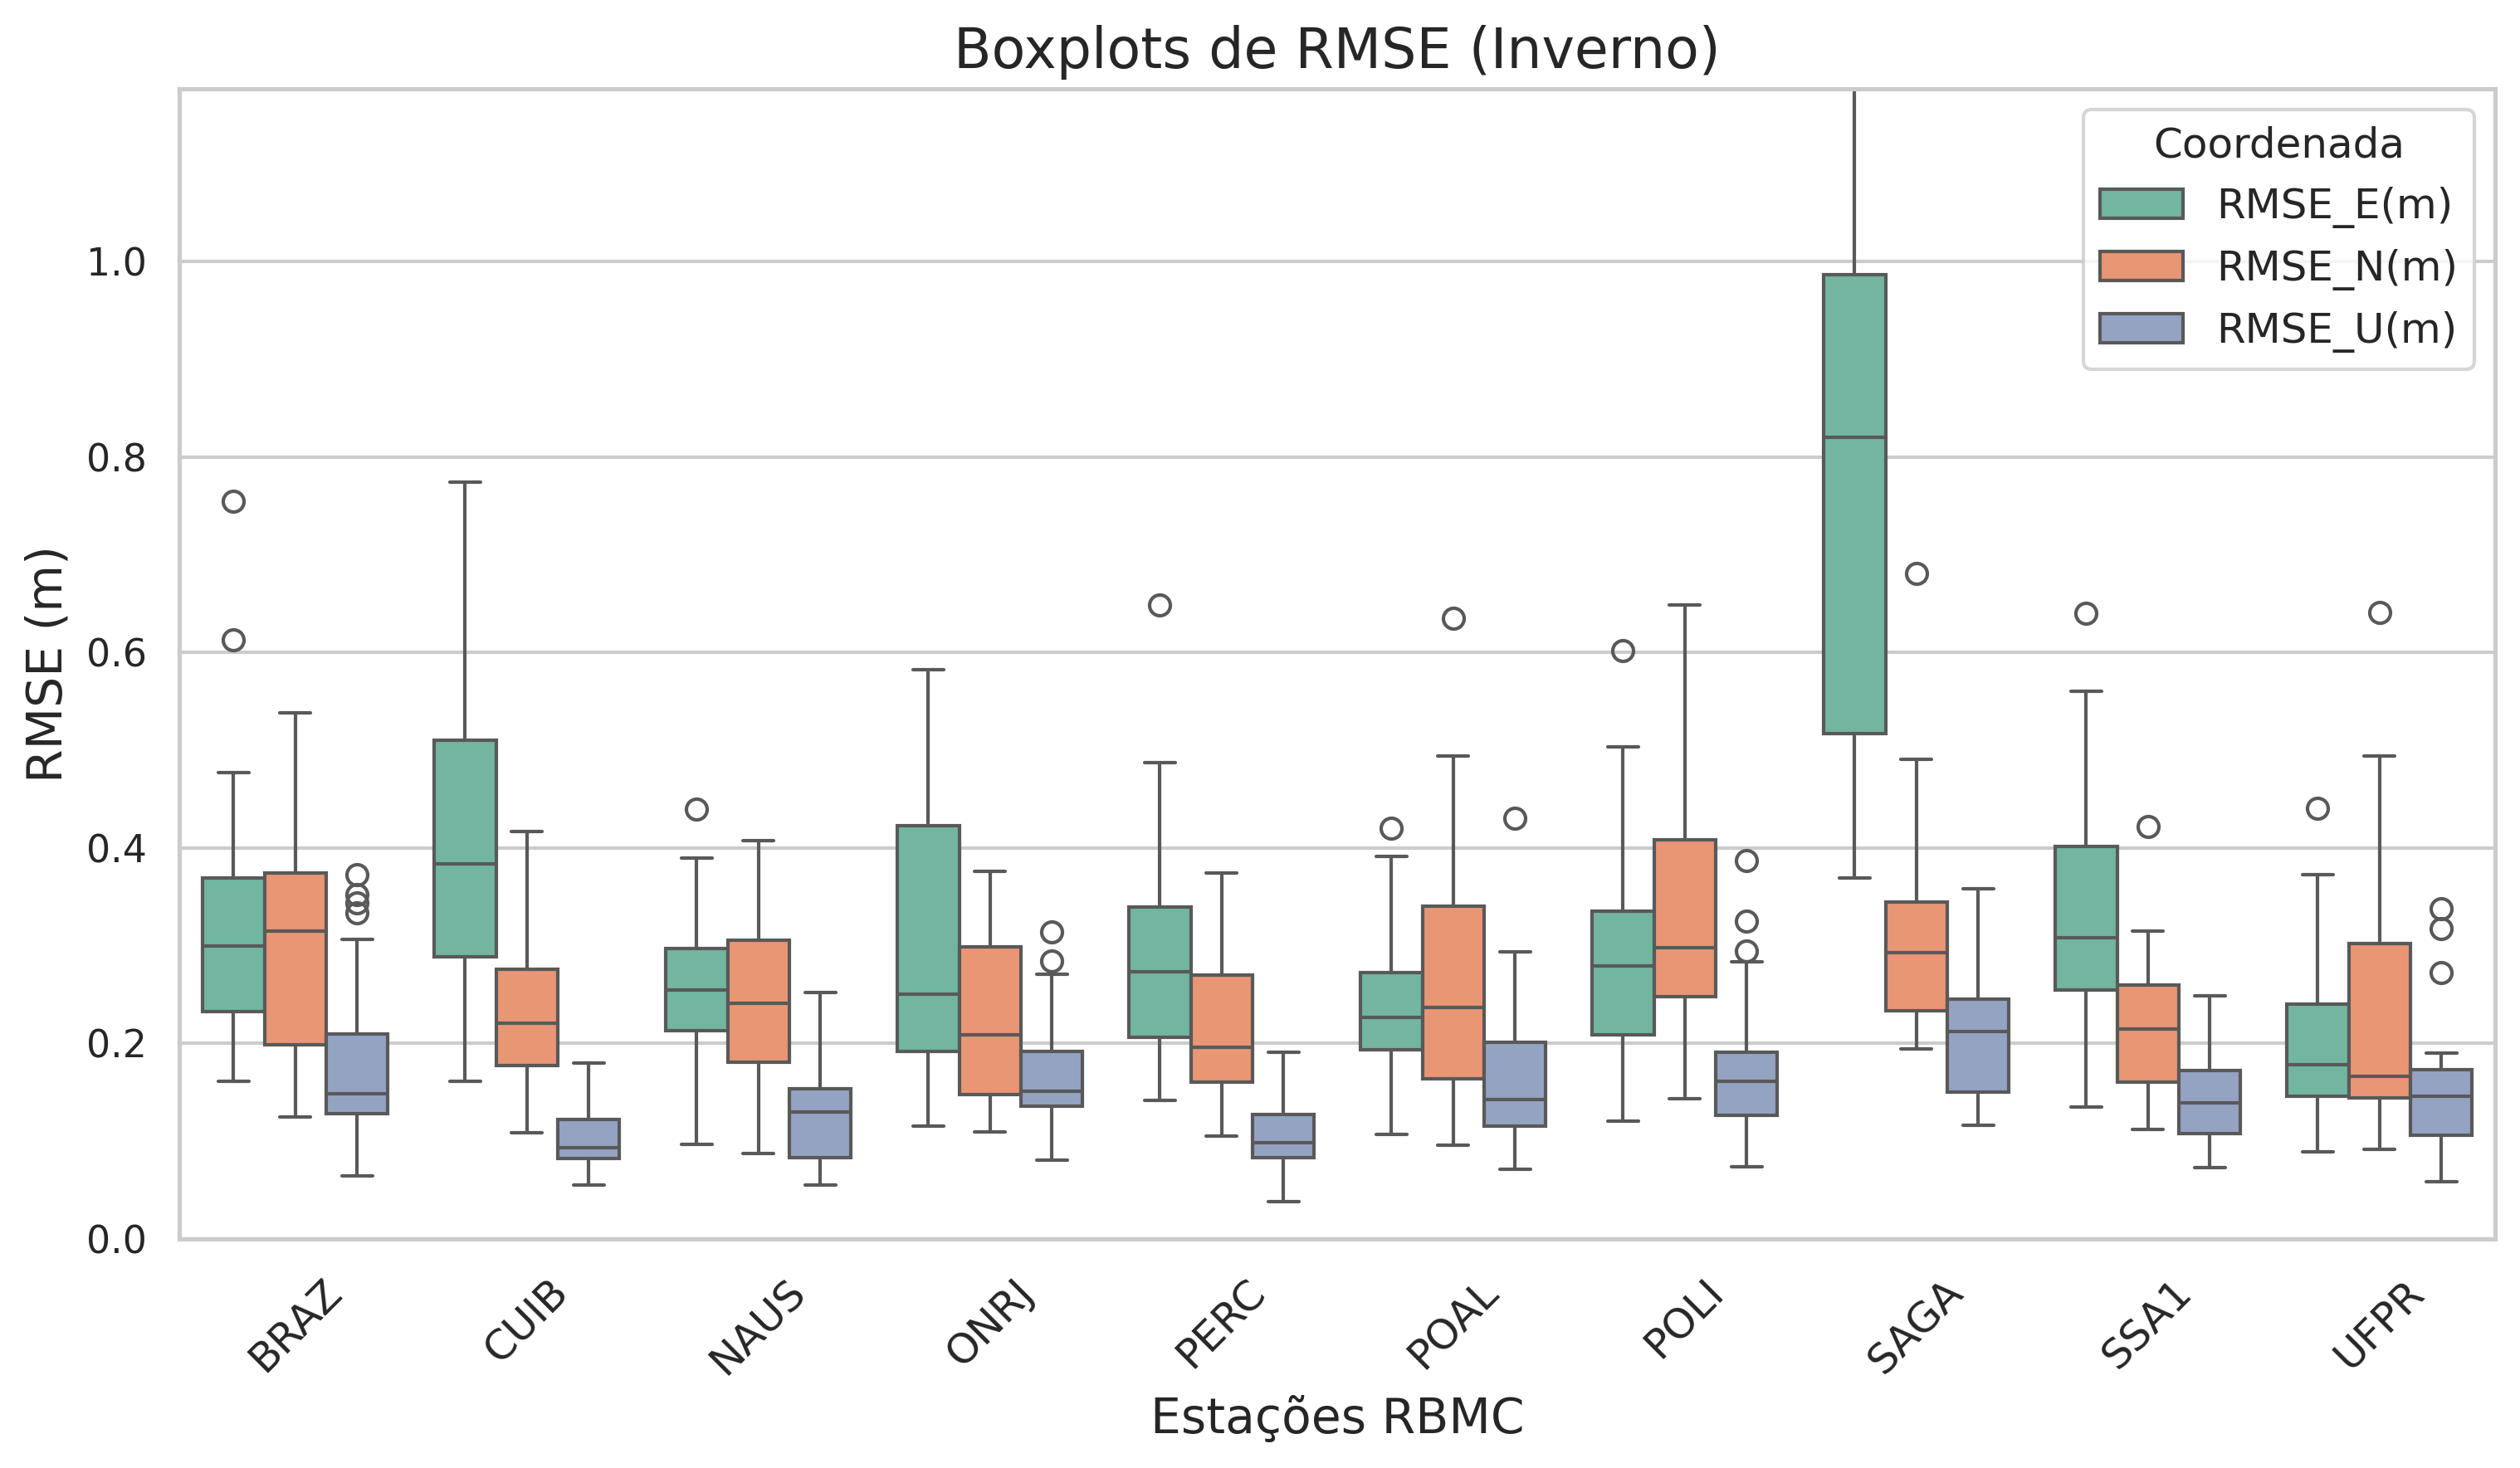 Boxplots de RMSE (Inverno)
Coordenada
RMSE_E(m)
RMSE_N(m)
RMSE_U(m)
RMSE (m)
1.0
0.8
0.6
0.4
0.2
0.0
BRAZ
CUIB
NAUS
ONRJ
PERC
POAL
POLI
SAGA
SSA1
UFPR
Estações RBMC